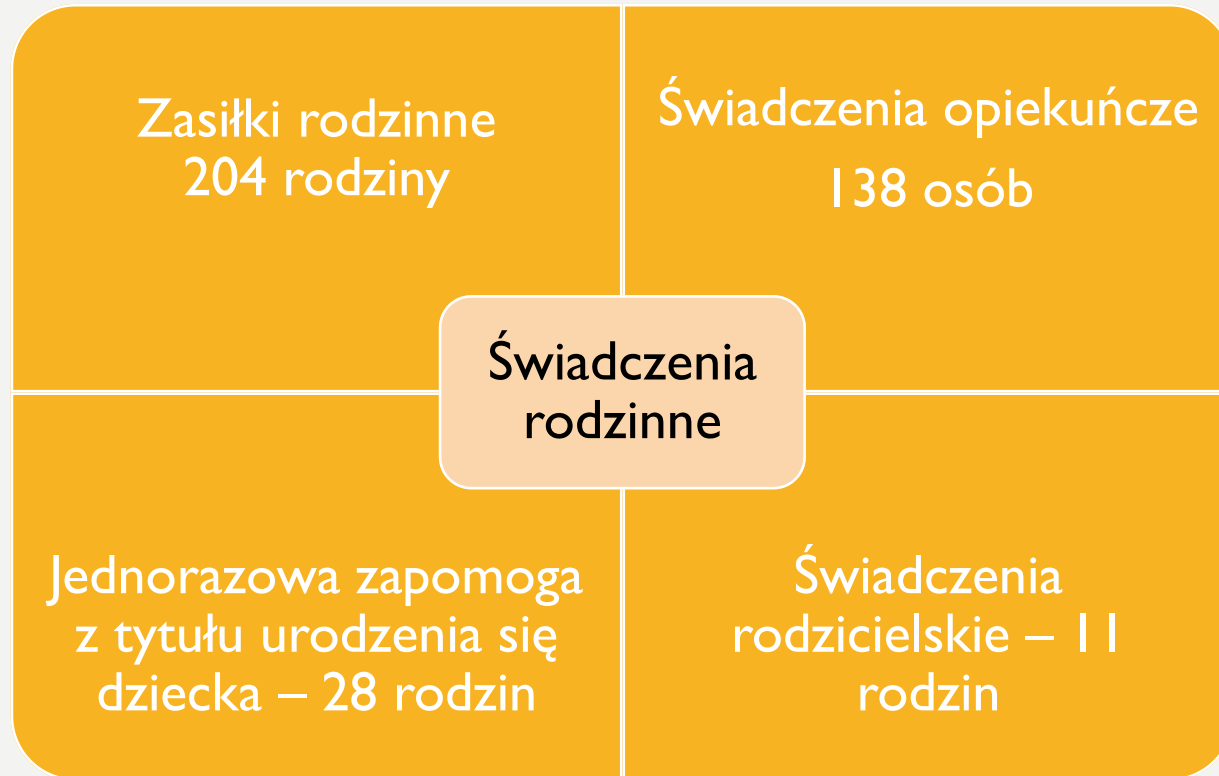 Zasiłki rodzinne
204 rodziny
Świadczenia opiekuńcze
138 osób
Świadczenia
rodzinne
Jednorazowa zapomoga
z tytułu urodzenia się
dziecka – 28 rodzin
Świadczenia
rodzicielskie – 11
rodzin